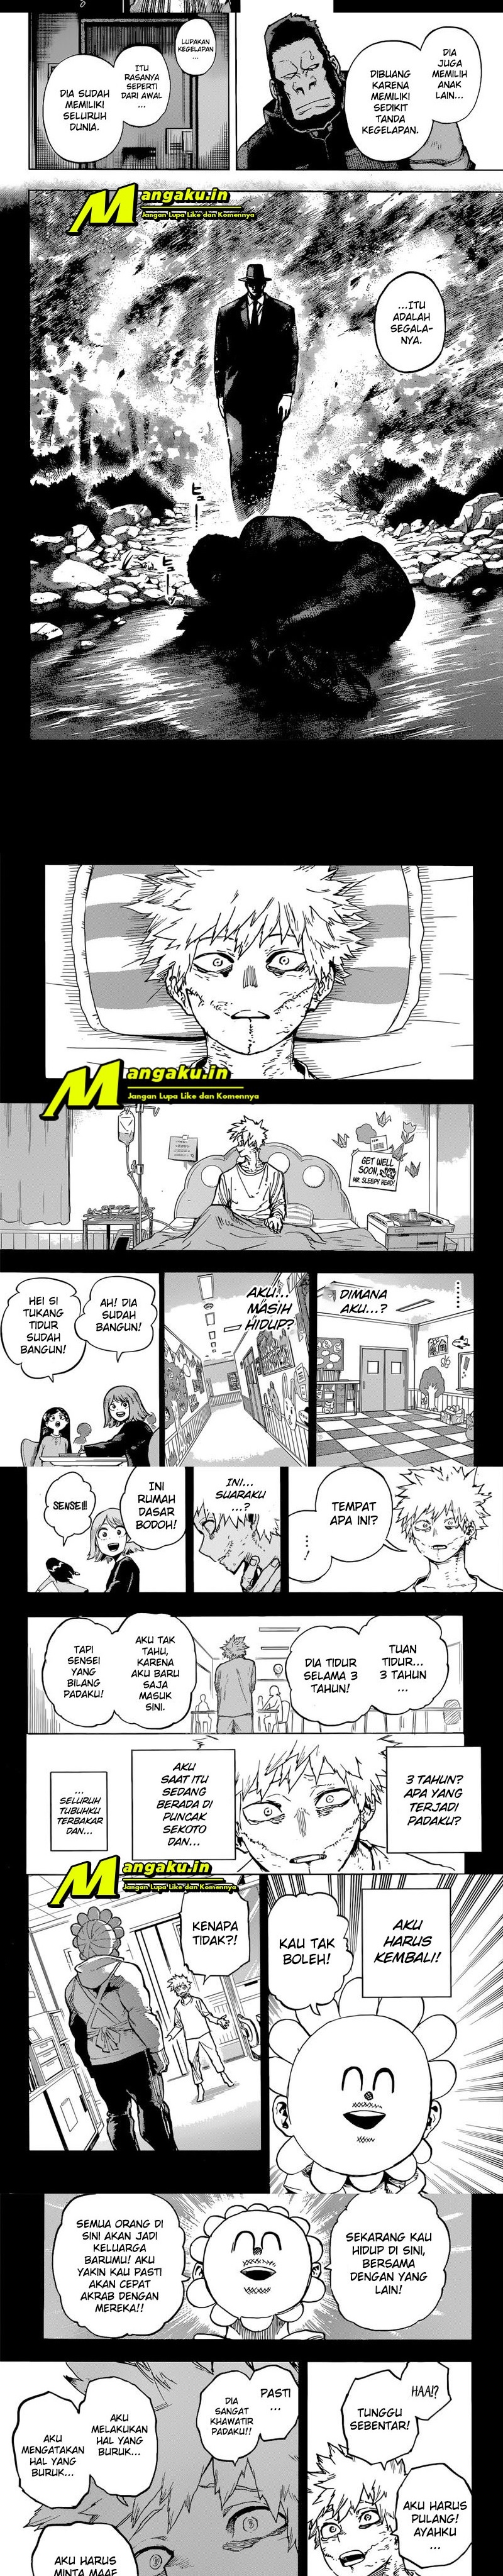 DIA
JUGA
MEMILIH
ANAK
LAIN...
DIBUANG
KARENA
MEMILIKI
SEDIKIT
TANDA
KEGELAPAN.
LUPAKAN
KEGELAPAN
...
ITU
RASANYA
SEPERTI
DARI AWAL
...
DIA SUDAH
MEMILIKI
SELURUH
DUNIA.
Mangaku.in
Jangan Lupa Like dan Komennya
...ITU
ADALAH
SEGALA-
NYA.
ヒュー
ヒュー
Mangaku.in
Jangan Lupa Like dan Komennya
GET WELL
SOON,
MR. SLEEPY HEAD!
DIMANA
AKU...?
AKU...
MASIH
HIDUP?
AH! DIA
SUDAH
BANGUN!
HEI SI
TUKANG
TIDUR
SUDAH
BANGUN!
TEMPAT
APA INI?
...!
INI...
SUARAKU
...?
INI
RUMAH
DASAR
BODOH!
SENSEI!!
TUAN
TIDUR...
3 TAHUN
...
DIA TIDUR
SELAMA 3
TAHUN!
AKU TAK
TAHU,
KARENA
AKU BARU
SAJA
MASUK
SINI.
TAPI
SENSEI
YANG
BILANG
PADAKU!
3 TAHUN?
APA YANG
TERJADI
PADAKU?
AKU
SAAT ITU
SEDANG
BERADA DI
PUNCAK
SEKOTO
DAN...
...
SELURUH
TUBUHKU
TERBAKAR
DAN...
Mangaku.in
Jangan Lupa Like dan Komennya
AKU
HARUS
KEMBALI!
KAU TAK
BOLEH!
KENAPA
TIDAK?!
SEKARANG KAU
HIDUP DI SINI,
BERSAMA
DENGAN YANG
LAIN!
SEMUA ORANG DI
SINI AKAN JADI
KELUARGA
BARUMU! AKU
YAKIN KAU PASTI
AKAN CEPAT
AKRAB DENGAN
MEREKA!!
HAA!?
TUNGGU
SEBENTAR!
AKU HARUS
PULANG!
AYAHKU
...
PASTI
...
DIA
SANGAT
KHAWATIR
PADAKU!!
AKU
MELAKUKAN
HAL YANG
BURUK...
AKU
MENGATAKAN
HAL YANG
BURUK...
AKU HARUS
MINTA MAAF